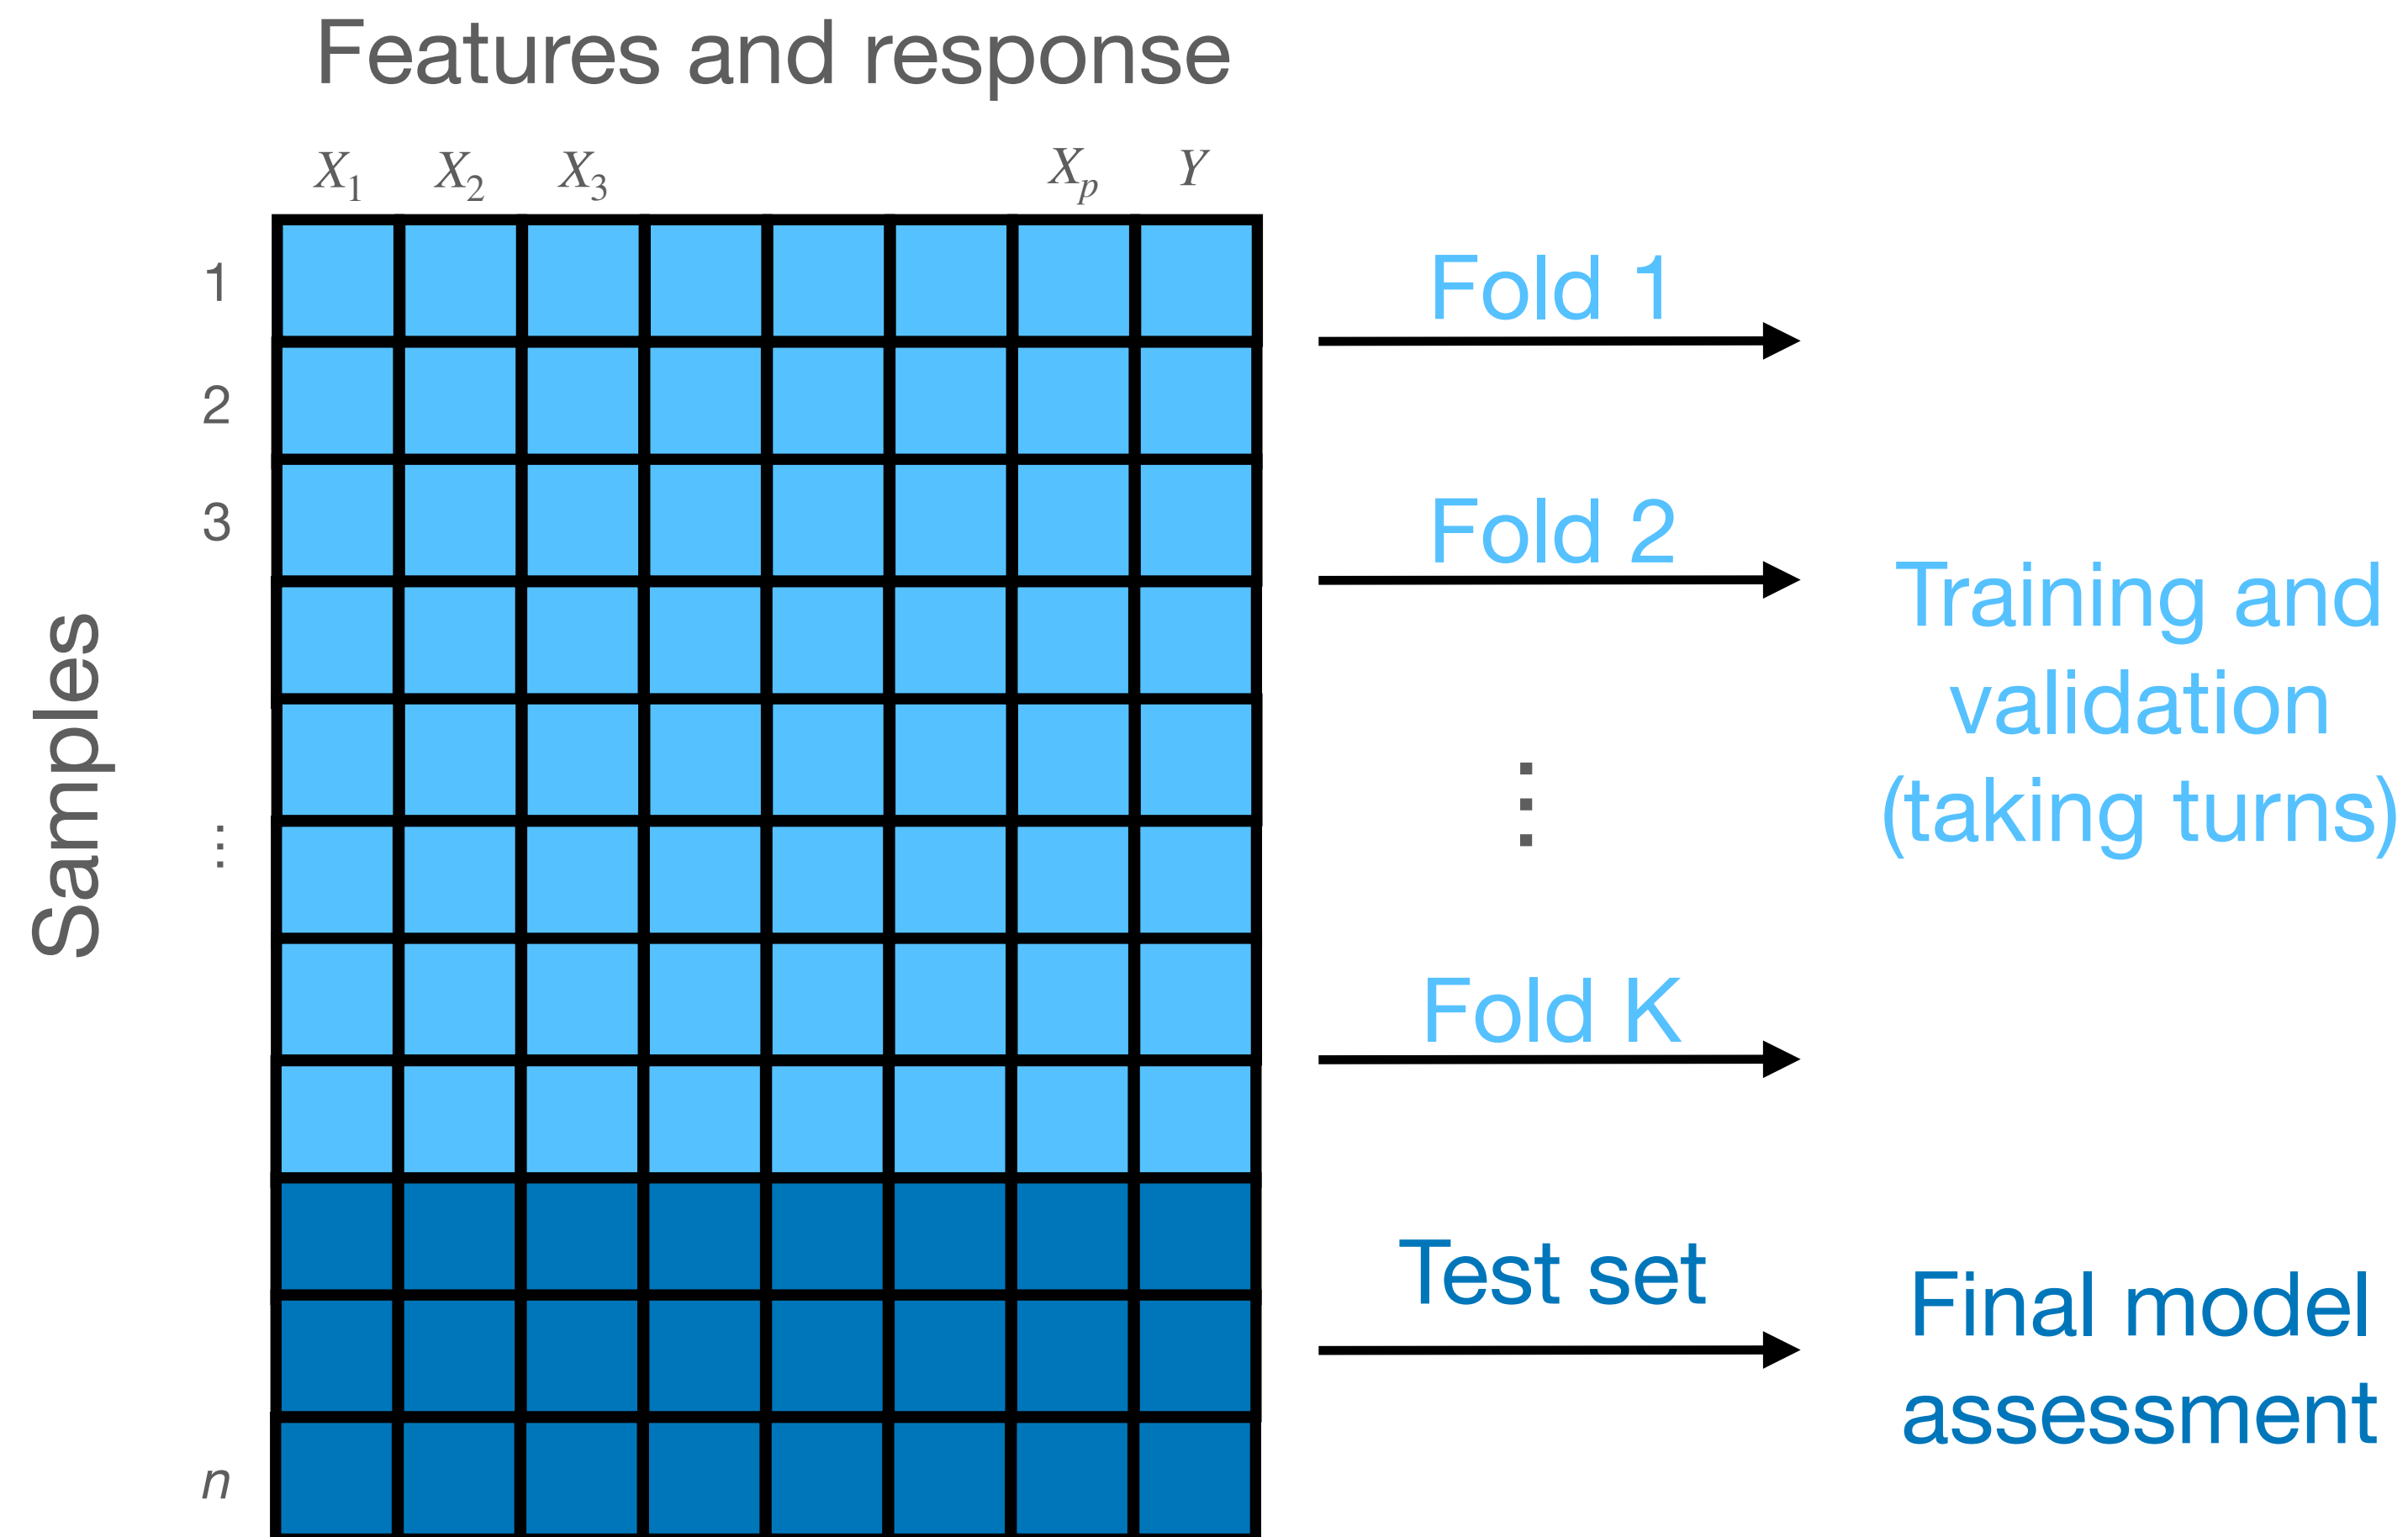 Features and response
X1 X2 X3 Xp Y
Samples
1
2
3
⋮
n
Fold 1
Fold 2
⋮
Fold K
Training and
validation
(taking turns)
Test set
Final model
assessment